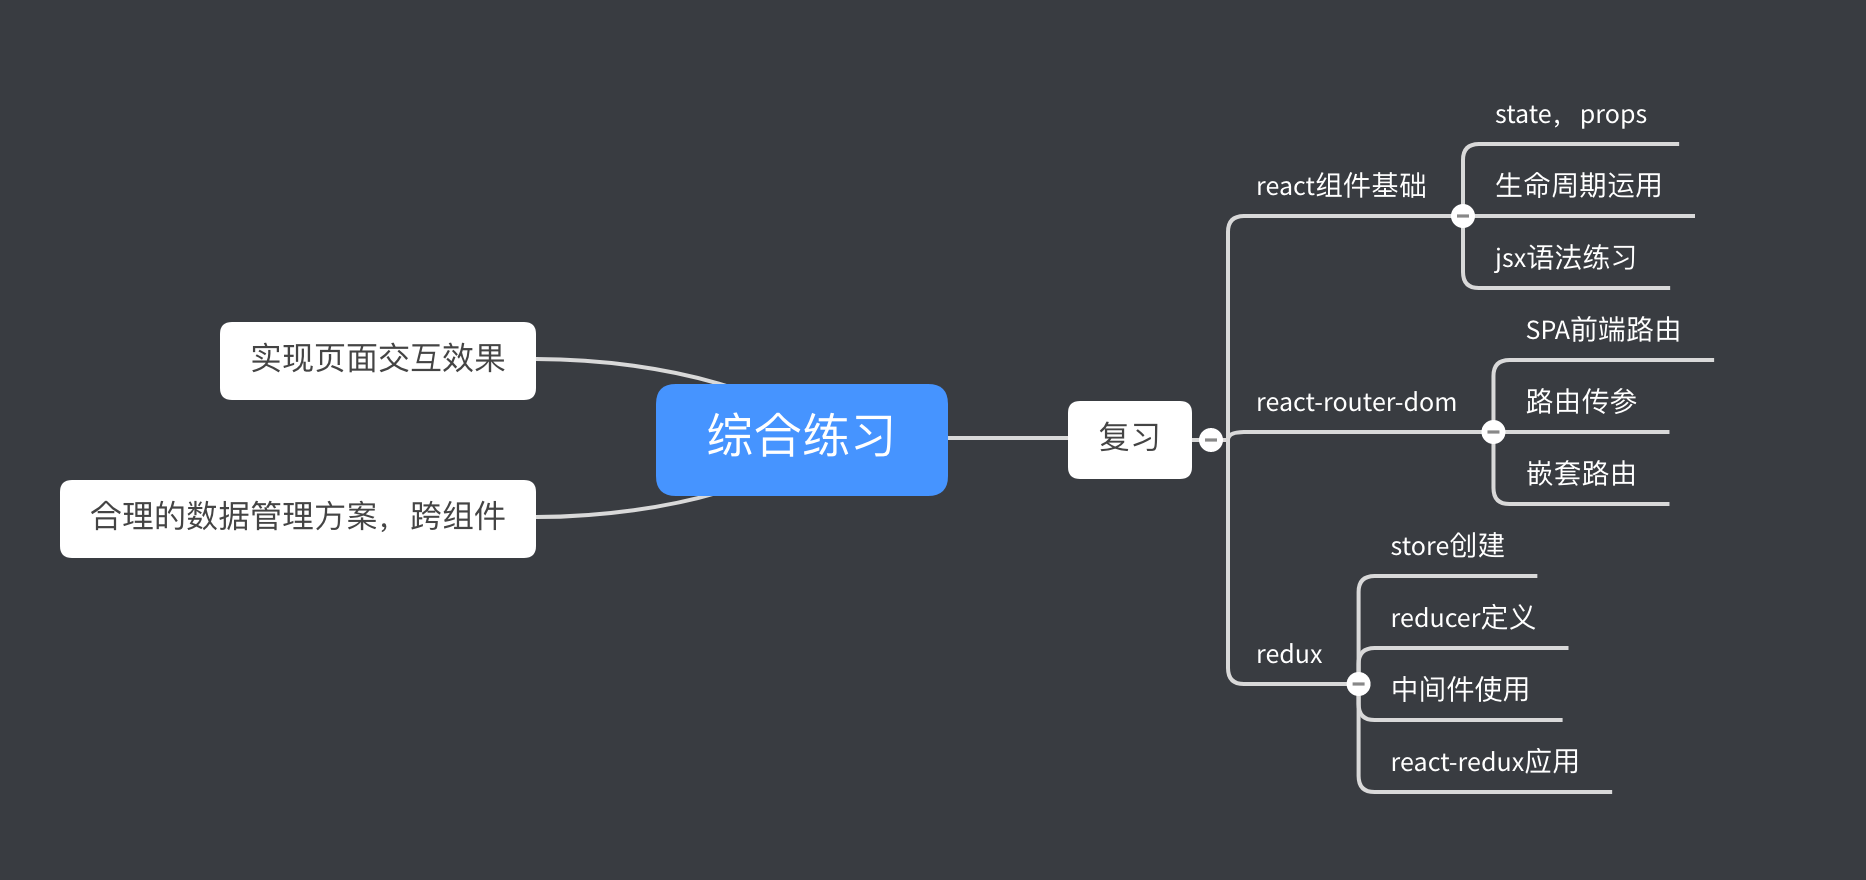 综合练习
实现页面交互效果
合理的数据管理方案，跨组件
复习
react组件基础
state，props
生命周期运用
jsx语法练习
react-router-dom
SPA前端路由
路由传参
嵌套路由
redux
store创建
reducer定义
中间件使用
react-redux应用